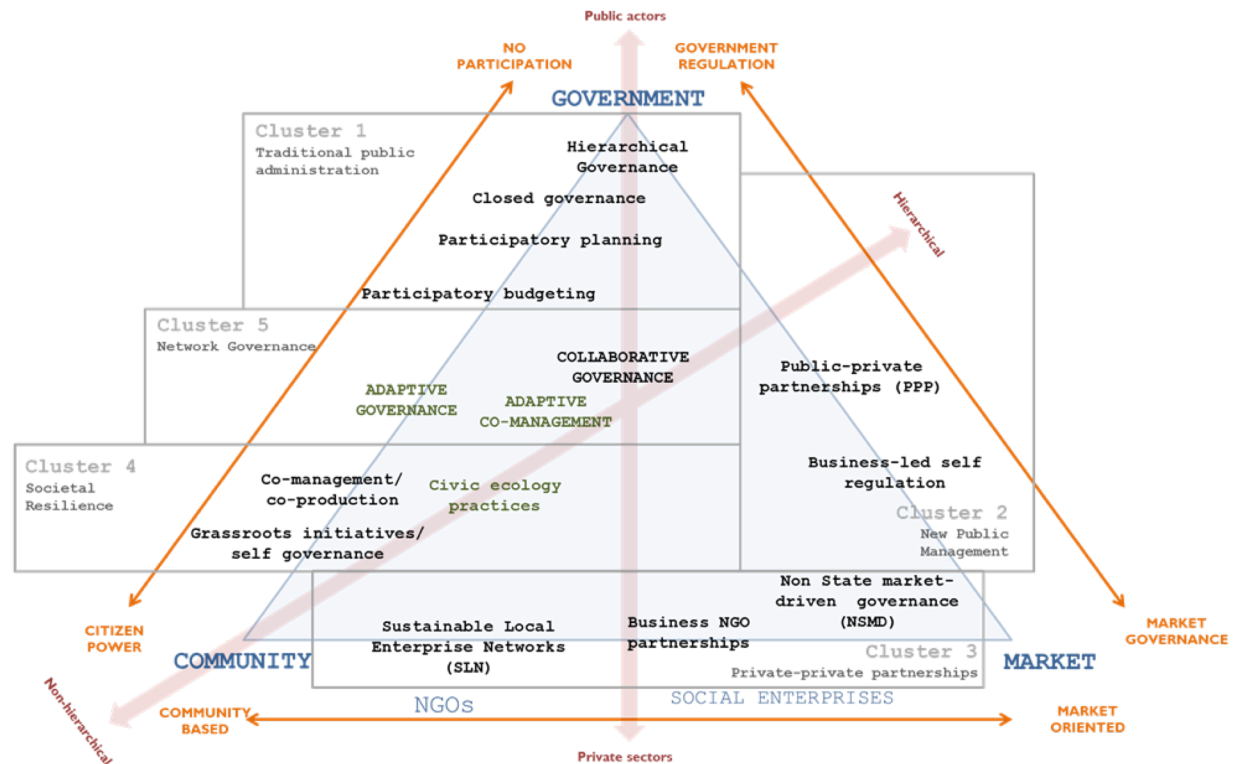 Public actors
NO
PARTICIPATION
GOVERNMENT
REGULATION
GOVERNMENT
Cluster 1
Traditional public
administration
Hierarchical
Governance
Closed governance
Participatory planning
Participatory budgeting
Hierarchical
Cluster 5
Network Governance
COLLABORATIVE
GOVERNANCE
ADAPTIVE
GOVERNANCE
ADAPTIVE
CO-MANAGEMENT
Public-private
partnerships (PPP)
Cluster 4
Societal
Resilience
Co-management/
co-production
Civic ecology
practices
Grassroots initiatives/
self governance
Business-led self
regulation
Cluster 2
New Public
Management
Non State market-
driven governance
(NSMD)
Business NGO
partnerships
Sustainable Local
Enterprise Networks
(SLN)
Cluster 3
Private-private partnerships
CITIZEN
POWER
MARKET
GOVERNANCE
COMMUNITY
MARKET
Non-hierarchical
NGOs
SOCIAL ENTERPRISES
COMMUNITY
BASED
MARKET
ORIENTED
Private sectors